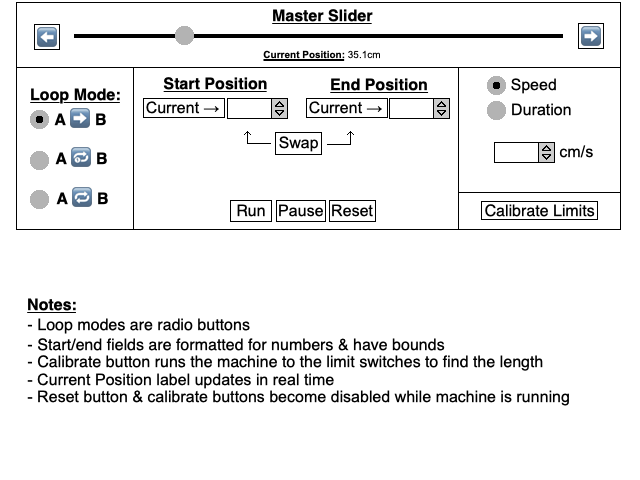 Master Slider
Current Position: 35.1cm
Loop Mode:
A ➡ B
A 🔂 B
A 🔁 B
Start Position
Current →
End Position
Current →
Swap
Run
Pause
Reset
Speed
Duration
cm/s
Calibrate Limits
Notes:
- Loop modes are radio buttons
- Start/end fields are formatted for numbers & have bounds
- Calibrate button runs the machine to the limit switches to find the length
- Current Position label updates in real time
- Reset button & calibrate buttons become disabled while machine is running